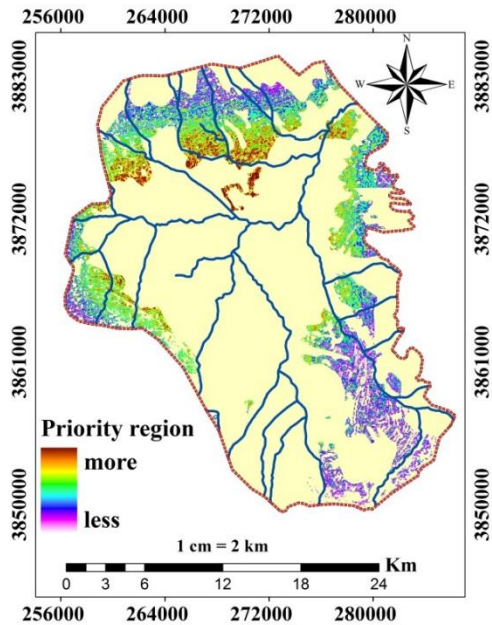 256000 264000 272000 280000
N
W E
S
3883000 3883000
3872000 3872000
3861000 3861000
3850000 3850000
Priority region
more
less
1 cm = 2 km
Km
0 3 6 12 18 24
256000 264000 272000 280000